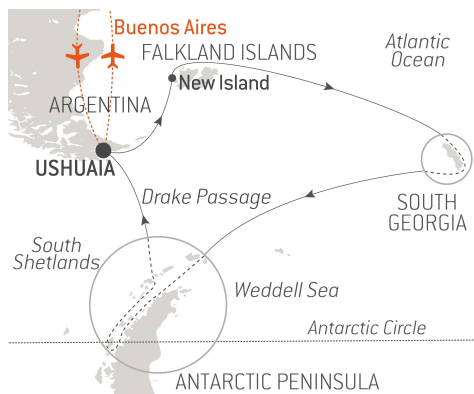 Buenos Aires
FALKLAND ISLANDS
Atlantic
Ocean
New Island
ARGENTINA
USHUAIA
Drake Passage
SOUTH
GEORGIA
South
Shetlands
Weddell Sea
Antarctic Circle
ANTARCTIC PENINSULA